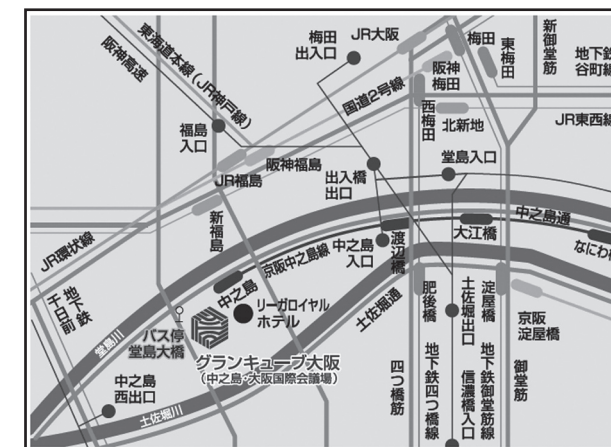 東海道本線(JR神戸線)
阪神高速
梅田
出入口
JR大阪
梅田
東梅田
新御堂筋
地下鉄
谷町線
阪神
梅田
国道2号線
西梅田
北新地
JR東西線
福島
入口
阪神福島
JR福島
出入橋
出口
堂島入口
新福島
JR環状線
京阪中之島線
中之島
入口
渡辺橋
大江橋
中之島通
なにわ橋
地下鉄
千日前
中之島
リーガロイヤル
ホテル
土佐堀通
肥後橋
土佐堀出口
淀屋橋
京阪
淀屋橋
バス停
堂島大橋
堂島川
グランキューブ大阪
(中之島・大阪国際会議場)
中之島
西出口
土佐堀川
四つ橋筋
地下鉄四つ橋線
信濃橋入口
地下鉄御堂筋線
御堂筋